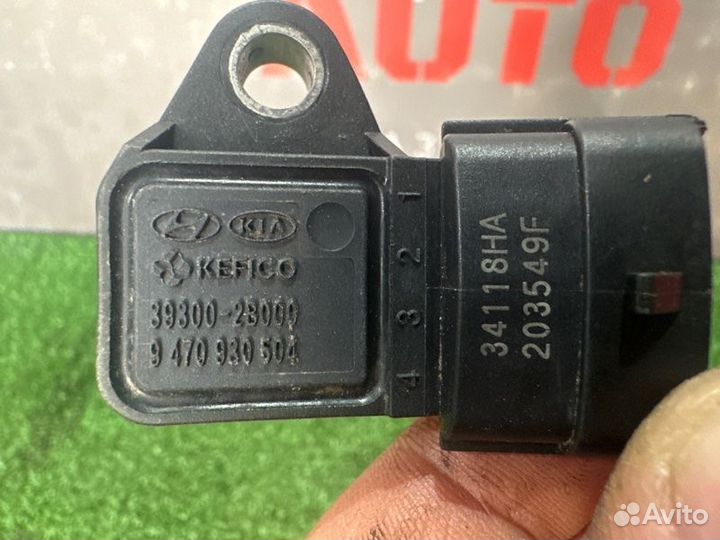 AUTO
KIA
KEFICO
39300-2B000
9 470 930 504
1
2
3
4
34118HA
203549F
Avito